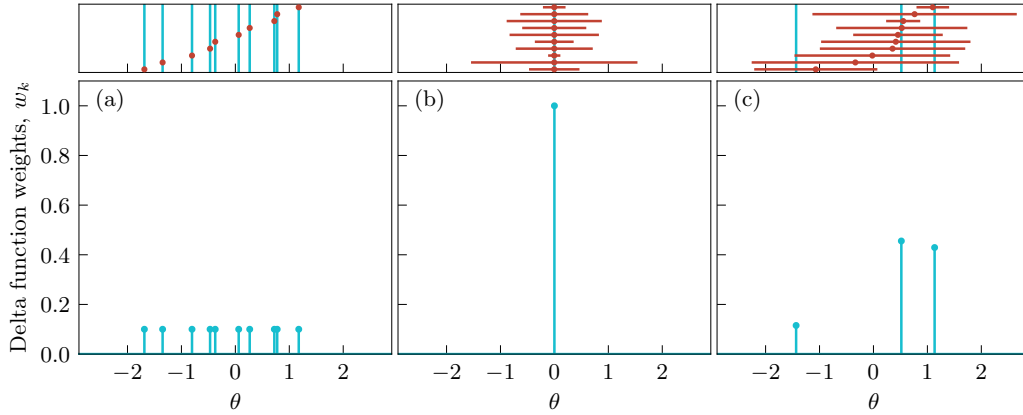 (a) (b) (c)
Delta function weights, w_k
1.0
0.8
0.6
0.4
0.2
0.0
−2 −1 0 1 2 −2 −1 0 1 2 −2 −1 0 1 2
θ θ θ